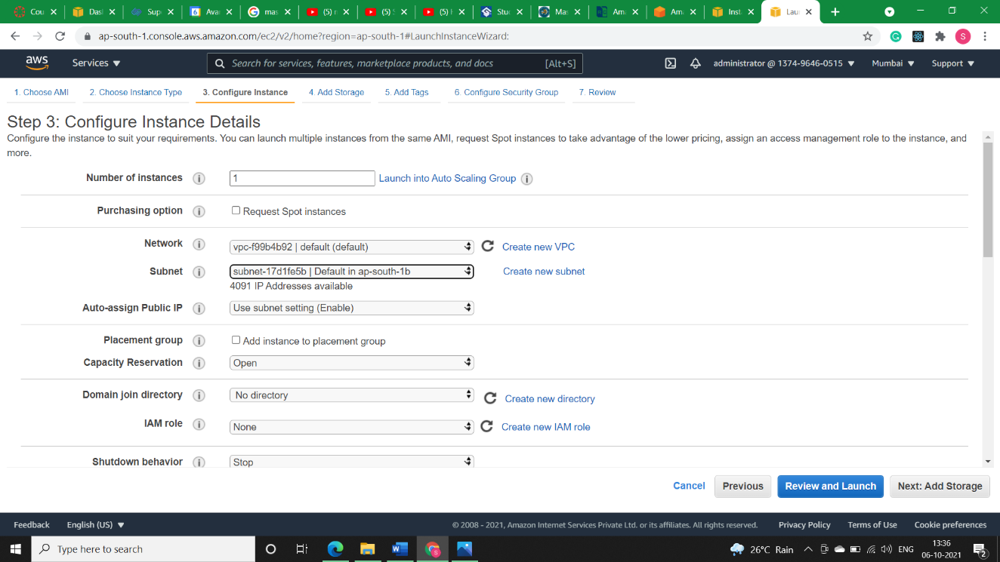 Cou
Das
Sup
6 Avai
mas
(5) n
(5)
(5)
Stu
Mas
Ama
Am
Inst
Lau
ap-south-1.console.aws.amazon.com/ec2/v2/home?region=ap-south-1#LaunchInstanceWizard:
G
S
aws
Services
Search for services, features, marketplace products, and docs [Alt+S]
administrator @ 1374-9646-0515
Mumbai
Support
1. Choose AMI 2. Choose Instance Type 3. Configure Instance 4. Add Storage 5. Add Tags 6. Configure Security Group 7. Review
Step 3: Configure Instance Details
Configure the instance to suit your requirements. You can launch multiple instances from the same AMI, request Spot instances to take advantage of the lower pricing, assign an access management role to the instance, and
more.
Number of instances i 1 Launch into Auto Scaling Group i
Purchasing option i Request Spot instances
Network i vpc-f99b4b92 | default (default) Create new VPC
Subnet i subnet-17d1fe5b | Default in ap-south-1b Create new subnet
4091 IP Addresses available
Auto-assign Public IP i Use subnet setting (Enable)
Placement group i Add instance to placement group
Capacity Reservation i Open
Domain join directory i No directory Create new directory
IAM role i None Create new IAM role
Shutdown behavior i Stop
Cancel Previous Review and Launch Next: Add Storage
Feedback English (US) © 2008 - 2021, Amazon Internet Services Private Ltd. or its affiliates. All rights reserved. Privacy Policy Terms of Use Cookie preferences
Type here to search
W
S
26°C Rain
ENG
13:36
06-10-2021
2